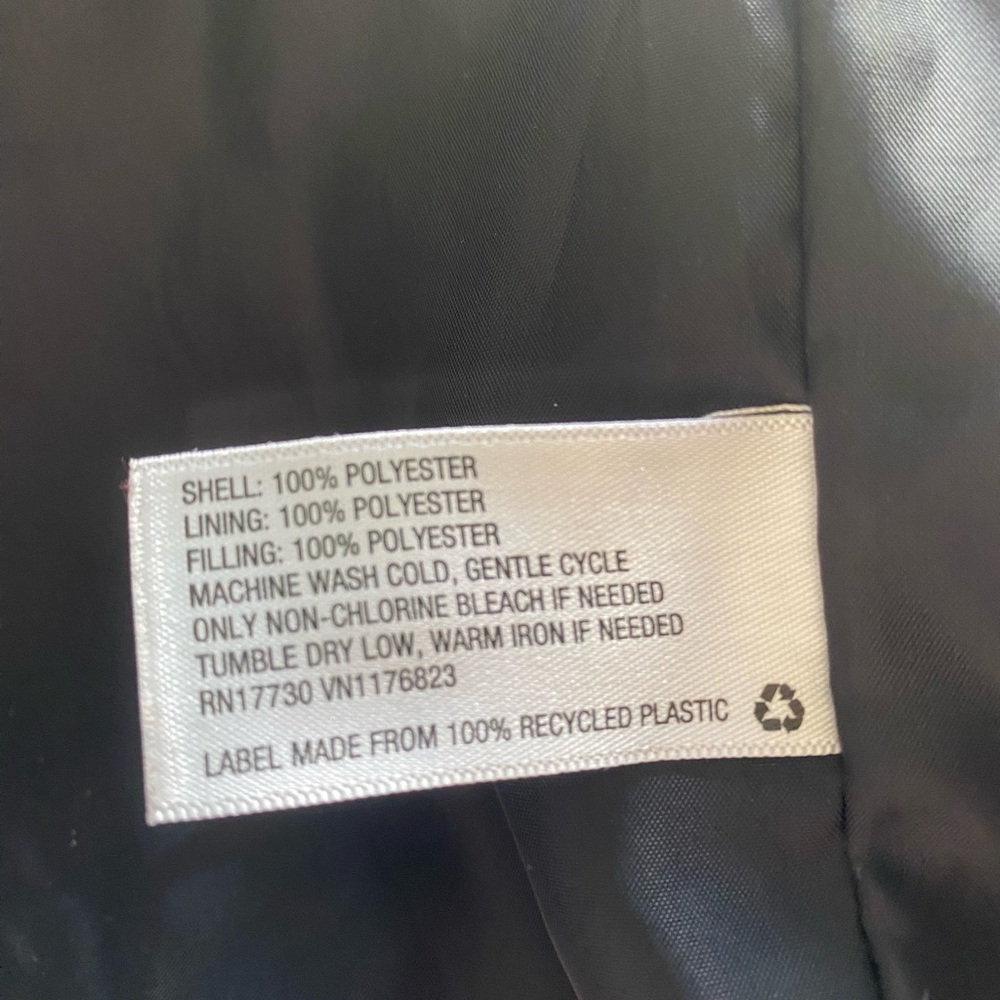 SHELL: 100% POLYESTER
LINING: 100% POLYESTER
FILLING: 100% POLYESTER
MACHINE WASH COLD, GENTLE CYCLE
ONLY NON-CHLORINE BLEACH IF NEEDED
TUMBLE DRY LOW, WARM IRON IF NEEDED
RN17730 VN1176823
LABEL MADE FROM 100% RECYCLED PLASTIC